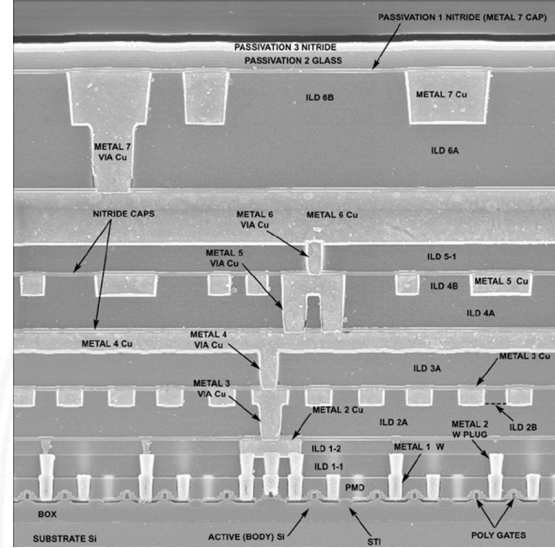 PASSIVATION 1 NITRIDE (METAL 7 CAP)
PASSIVATION 3 NITRIDE
PASSIVATION 2 GLASS
ILD 6B
METAL 7 Cu
METAL 7
VIA Cu
ILD 6A
NITRIDE CAPS
METAL 6
VIA Cu
METAL 6 Cu
METAL 5
VIA Cu
ILD 5-1
ILD 4B
METAL 5 Cu
ILD 4A
METAL 4 Cu
METAL 4
VIA Cu
METAL 3 Cu
ILD 3A
METAL 3
VIA Cu
METAL 2 Cu
ILD 2A
METAL 2
W PLUG
ILD 2B
ILD 1-2
METAL 1 W
ILD 1-1
PMD
BOX
SUBSTRATE Si
ACTIVE (BODY) Si
STI
POLY GATES